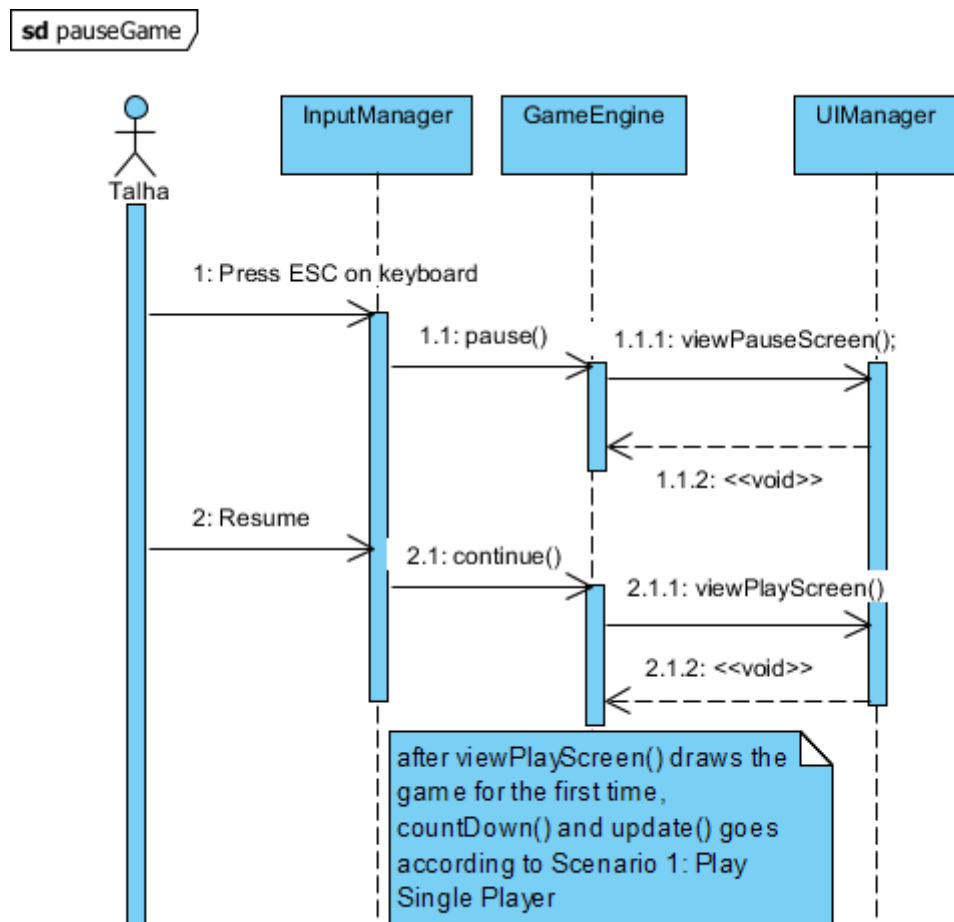 sd pauseGame
InputManager
GameEngine
UIManager
Talha
1: Press ESC on keyboard
1.1: pause()
1.1.1: viewPauseScreen();
1.1.2: <<void>>
2: Resume
2.1: continue()
2.1.1: viewPlayScreen()
2.1.2: <<void>>
after viewPlayScreen() draws the
game for the first time,
countDown() and update() goes
according to Scenario 1: Play
Single Player